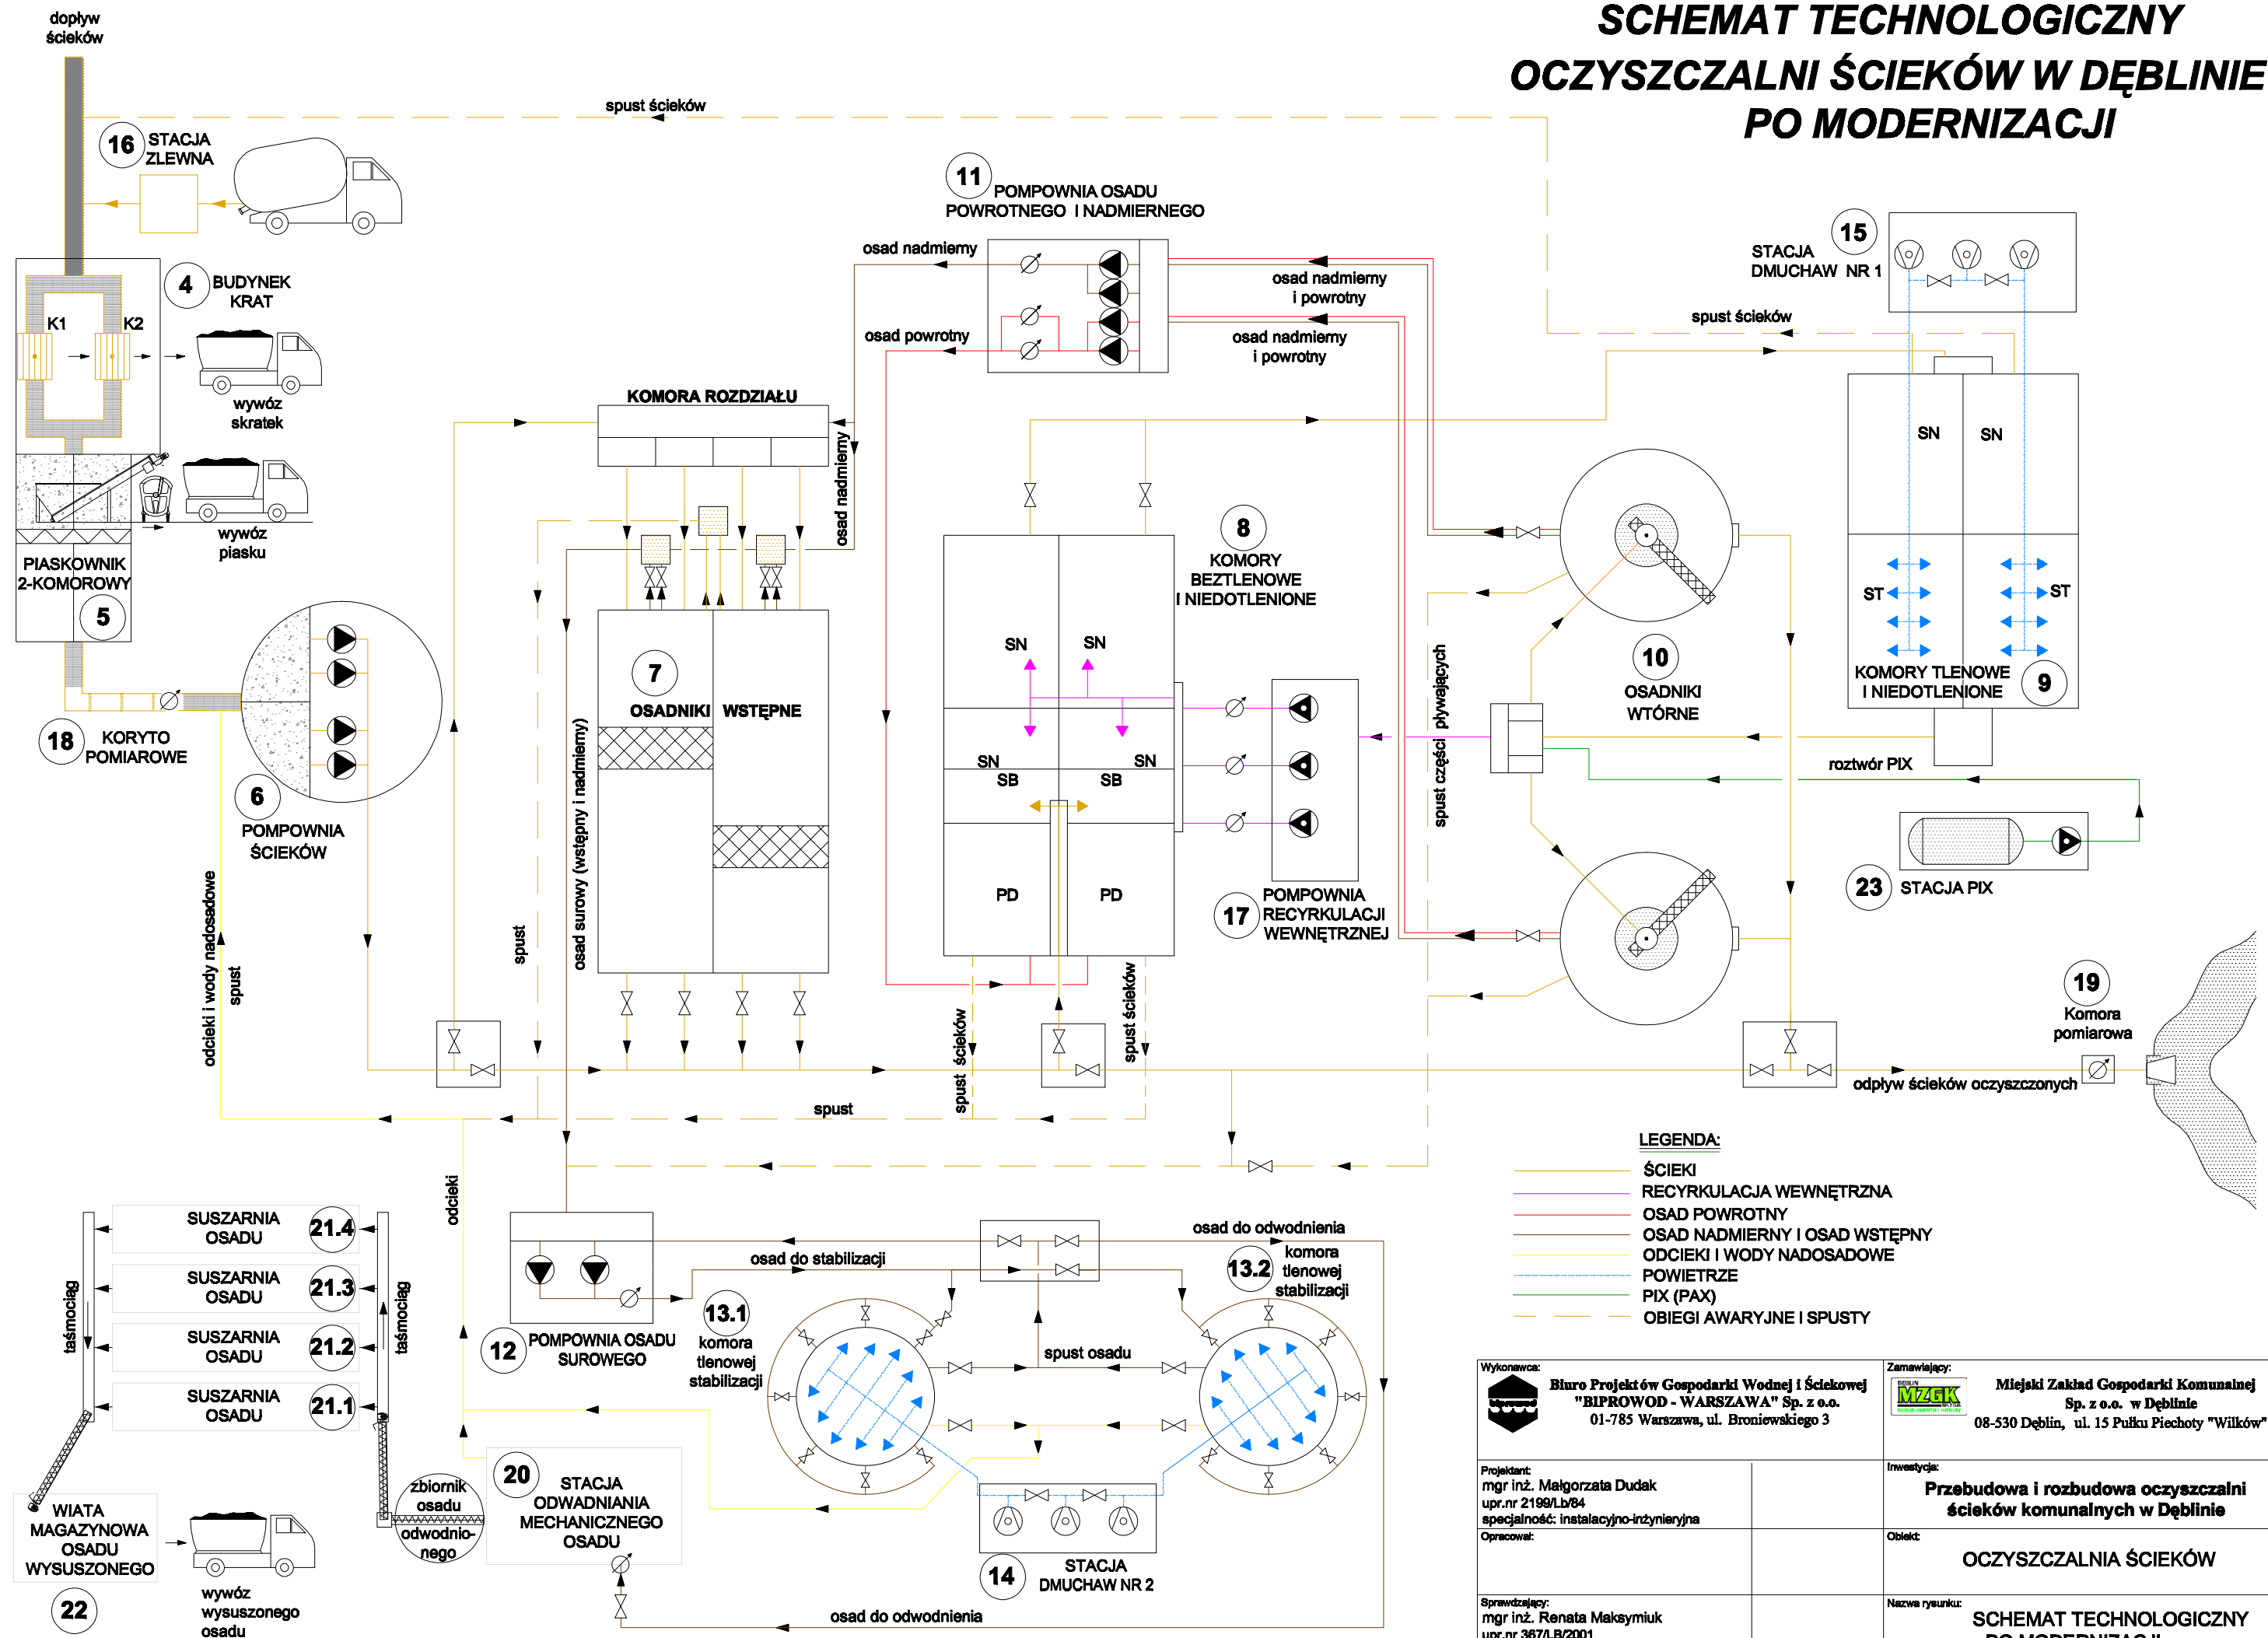 SCHEMAT TECHNOLOGICZNY
OCZYSZCZALNI ŚCIEKÓW W DĘBLINIE
PO MODERNIZACJI
dopływ
ścieków
spust ścieków
16
STACJA
ZLEWNA
11
POMPOWNIA OSADU
POWROTNEGO I NADMIERNEGO
15
STACJA
DMUCHAW NR 1
osad nadmierny
osad nadmierny
i powrotny
4
BUDYNEK
KRAT
K1
K2
spust ścieków
osad powrotny
osad nadmierny
i powrotny
wywóz
skratek
KOMORA ROZDZIAŁU
osad nadmierny
SN
SN
wywóz
piasku
8
KOMORY
BEZTLENOWE
I NIEDOTLENIONE
PIASKOWNIK
2-KOMOROWY
5
ST
ST
SN
SN
7
OSADNIKI WSTĘPNE
10
OSADNIKI
WTÓRNE
KOMORY TLENOWE
I NIEDOTLENIONE
9
spust części pływających
18
KORYTO
POMIAROWE
SN
SN
SB
SB
roztwór PIX
6
POMPOWNIA
ŚCIEKÓW
osad surowy (wstępny i nadmierny)
PD
PD
17
POMPOWNIA
RECYRKULACJI
WEWNĘTRZNEJ
23
STACJA PIX
odcieki i wody nadosadowe
spust
spust
spust ścieków
spust ścieków
19
Komora
pomiarowa
odpływ ścieków oczyszczonych
spust
LEGENDA:
ŚCIEKI
RECYRKULACJA WEWNĘTRZNA
OSAD POWROTNY
OSAD NADMIERNY I OSAD WSTĘPNY
ODCIEKI I WODY NADOSADOWE
POWIETRZE
PIX (PAX)
OBIEGI AWARYJNE I SPUSTY
odcieki
SUSZARNIA
OSADU
21.4
SUSZARNIA
OSADU
21.3
SUSZARNIA
OSADU
21.2
SUSZARNIA
OSADU
21.1
taśmociąg
taśmociąg
osad do odwodnienia
osad do stabilizacji
13.2
komora
tlenowej
stabilizacji
13.1
komora
tlenowej
stabilizacji
12
POMPOWNIA OSADU
SUROWEGO
spust osadu
20
STACJA
ODWADNIANIA
MECHANICZNEGO
OSADU
zbiornik
osadu
odwodnio-
nego
WIATA
MAGAZYNOWA
OSADU
WYSUSZONEGO
22
wywóz
wysuszonego
osadu
14
STACJA
DMUCHAW NR 2
osad do odwodnienia
Wykonawca:
Biuro Projektów Gospodarki Wodnej i Ściekowej
"BIPROWOD - WARSZAWA" Sp. z o.o.
01-785 Warszawa, ul. Broniewskiego 3
Zamawiający:
MZGK
Miejski Zakład Gospodarki Komunalnej
Sp. z o.o. w Dęblinie
08-530 Dęblin, ul. 15 Pułku Piechoty "Wilków"
Projektant:
mgr inż. Małgorzata Dudak
upr.nr 2199/Lb/84
specjalność: instalacyjno-inżynieryjna
Inwestycja:
Przebudowa i rozbudowa oczyszczalni
ścieków komunalnych w Dęblinie
Opracował:
Obiekt:
OCZYSZCZALNIA ŚCIEKÓW
Sprawdzający:
mgr inż. Renata Maksymiuk
upr.nr 367/LB/2001
Nazwa rysunku:
SCHEMAT TECHNOLOGICZNY
PO MODERNIZACJI